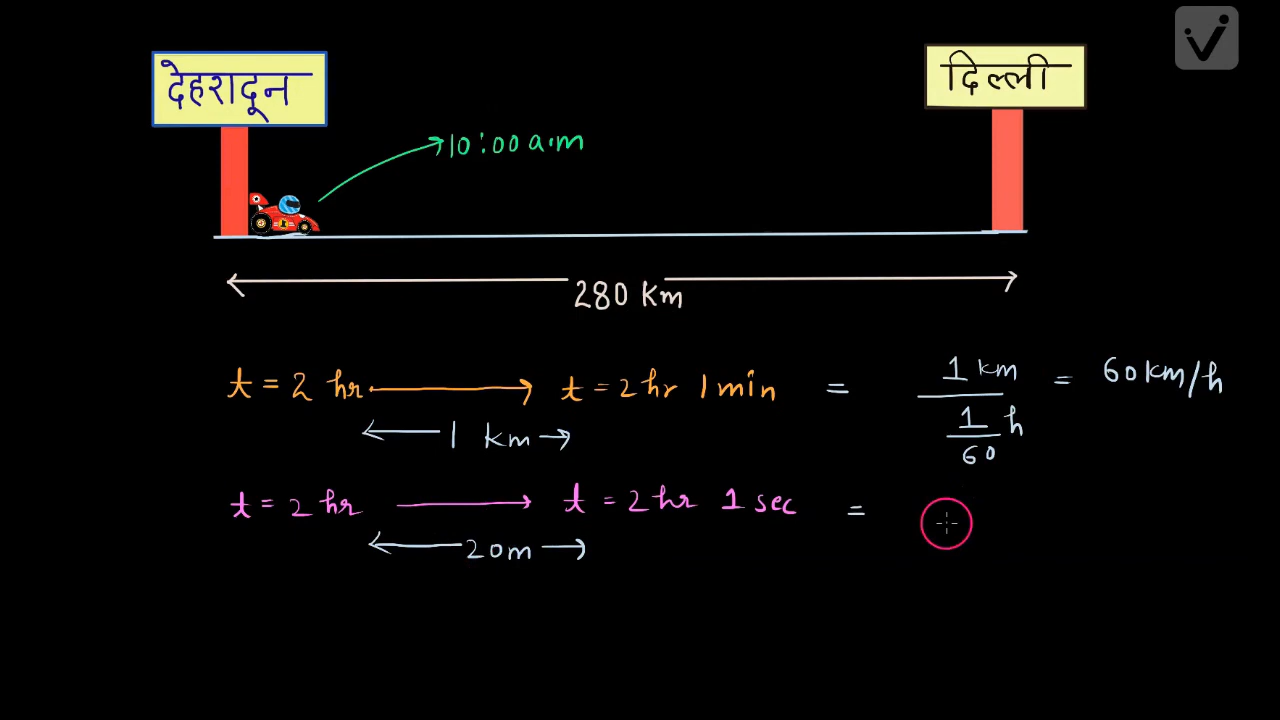 देहरादून
दिल्ली
10:00 a.m
280 km
t = 2 hr → t = 2 hr 1 min = 1 km / 1/60 h = 60 km/h
1 km
t = 2 hr → t = 2 hr 1 sec =
20m